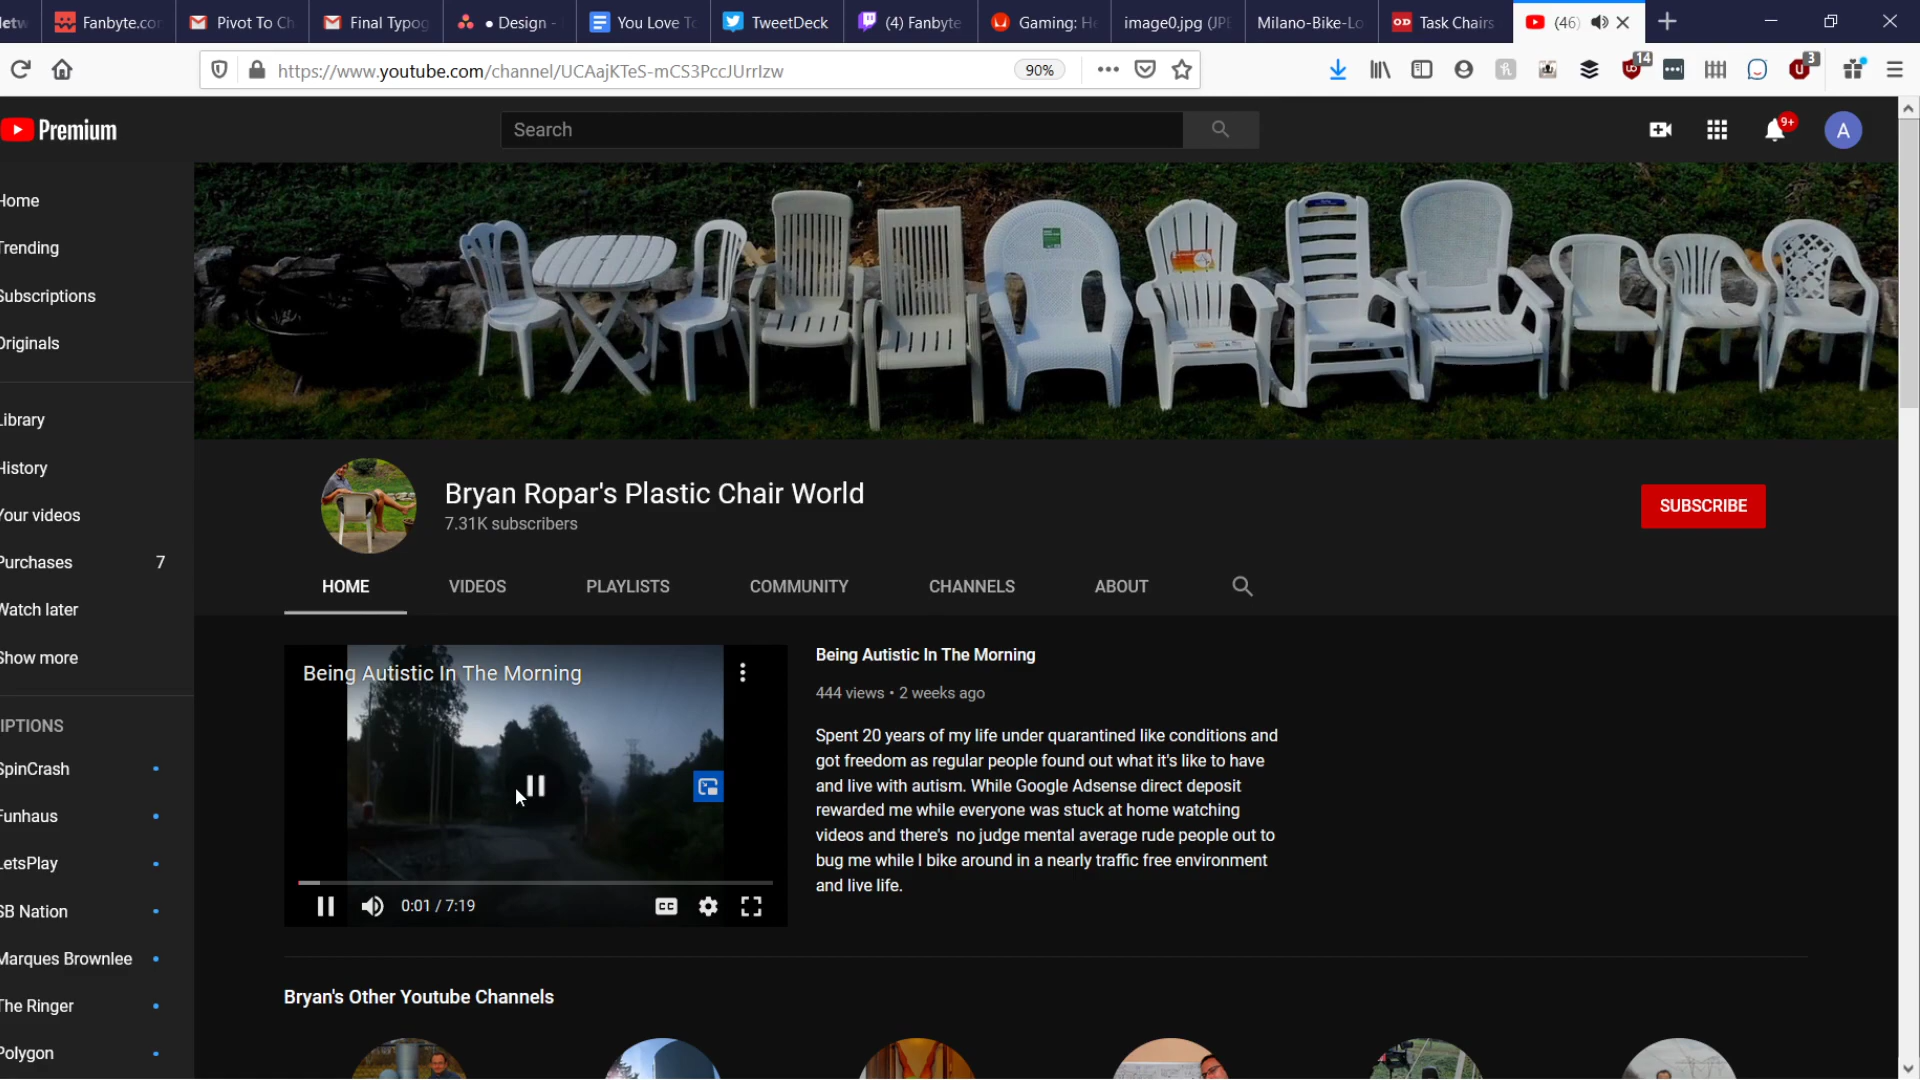 Fanbyte.co
Pivot To C
Final Typog
● Design -
You Love T
TweetDeck
(4) Fanbyte
Gaming: H
image0.jpg (JP
Milano-Bike-Lo
Task Chairs
(46)
https://www.youtube.com/channel/UCAajKTeS-mCS3PccJUrrIzw
90%
14
3
Premium
Search
9+
A
Home
Trending
Subscriptions
Originals
Library
History
Your videos
Purchases 7
Watch later
Show more
IPTIONS
SpinCrash
Funhaus
LetsPlay
SB Nation
Marques Brownlee
The Ringer
Polygon
Bryan Ropar's Plastic Chair World
7.31K subscribers
SUBSCRIBE
HOME VIDEOS PLAYLISTS COMMUNITY CHANNELS ABOUT
Being Autistic In The Morning
0:01 / 7:19
CC
Being Autistic In The Morning
444 views • 2 weeks ago
Spent 20 years of my life under quarantined like conditions and
got freedom as regular people found out what it's like to have
and live with autism. While Google Adsense direct deposit
rewarded me while everyone was stuck at home watching
videos and there's no judge mental average rude people out to
bug me while I bike around in a nearly traffic free environment
and live life.
Bryan's Other Youtube Channels